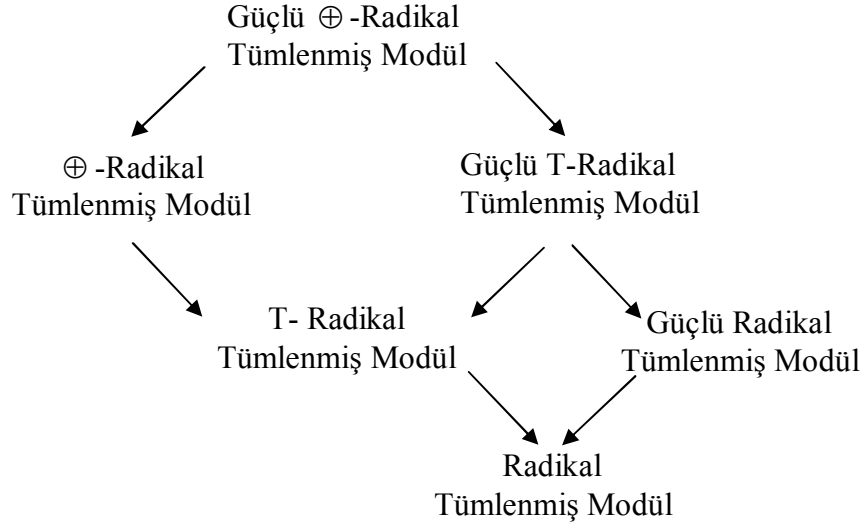 Güçlü ⊕ -Radikal
Tümlenmiş Modül
⊕ -Radikal
Tümlenmiş Modül
Güçlü T-Radikal
Tümlenmiş Modül
T- Radikal
Tümlenmiş Modül
Güçlü Radikal
Tümlenmiş Modül
Radikal
Tümlenmiş Modül